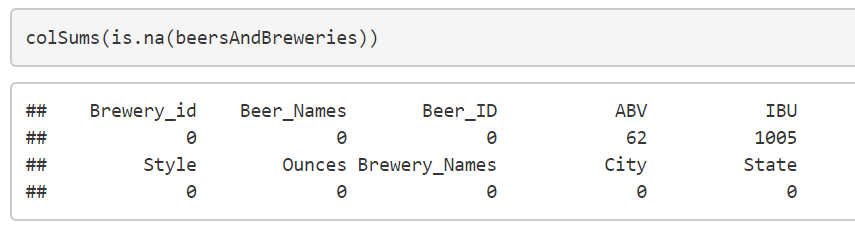 colSums(is.na(beersAndBreweries))
##    Brewery_id    Beer_Names       Beer_ID           ABV           IBU
##             0             0             0            62          1005
##         Style        Ounces Brewery_Names          City         State
##             0             0             0             0             0